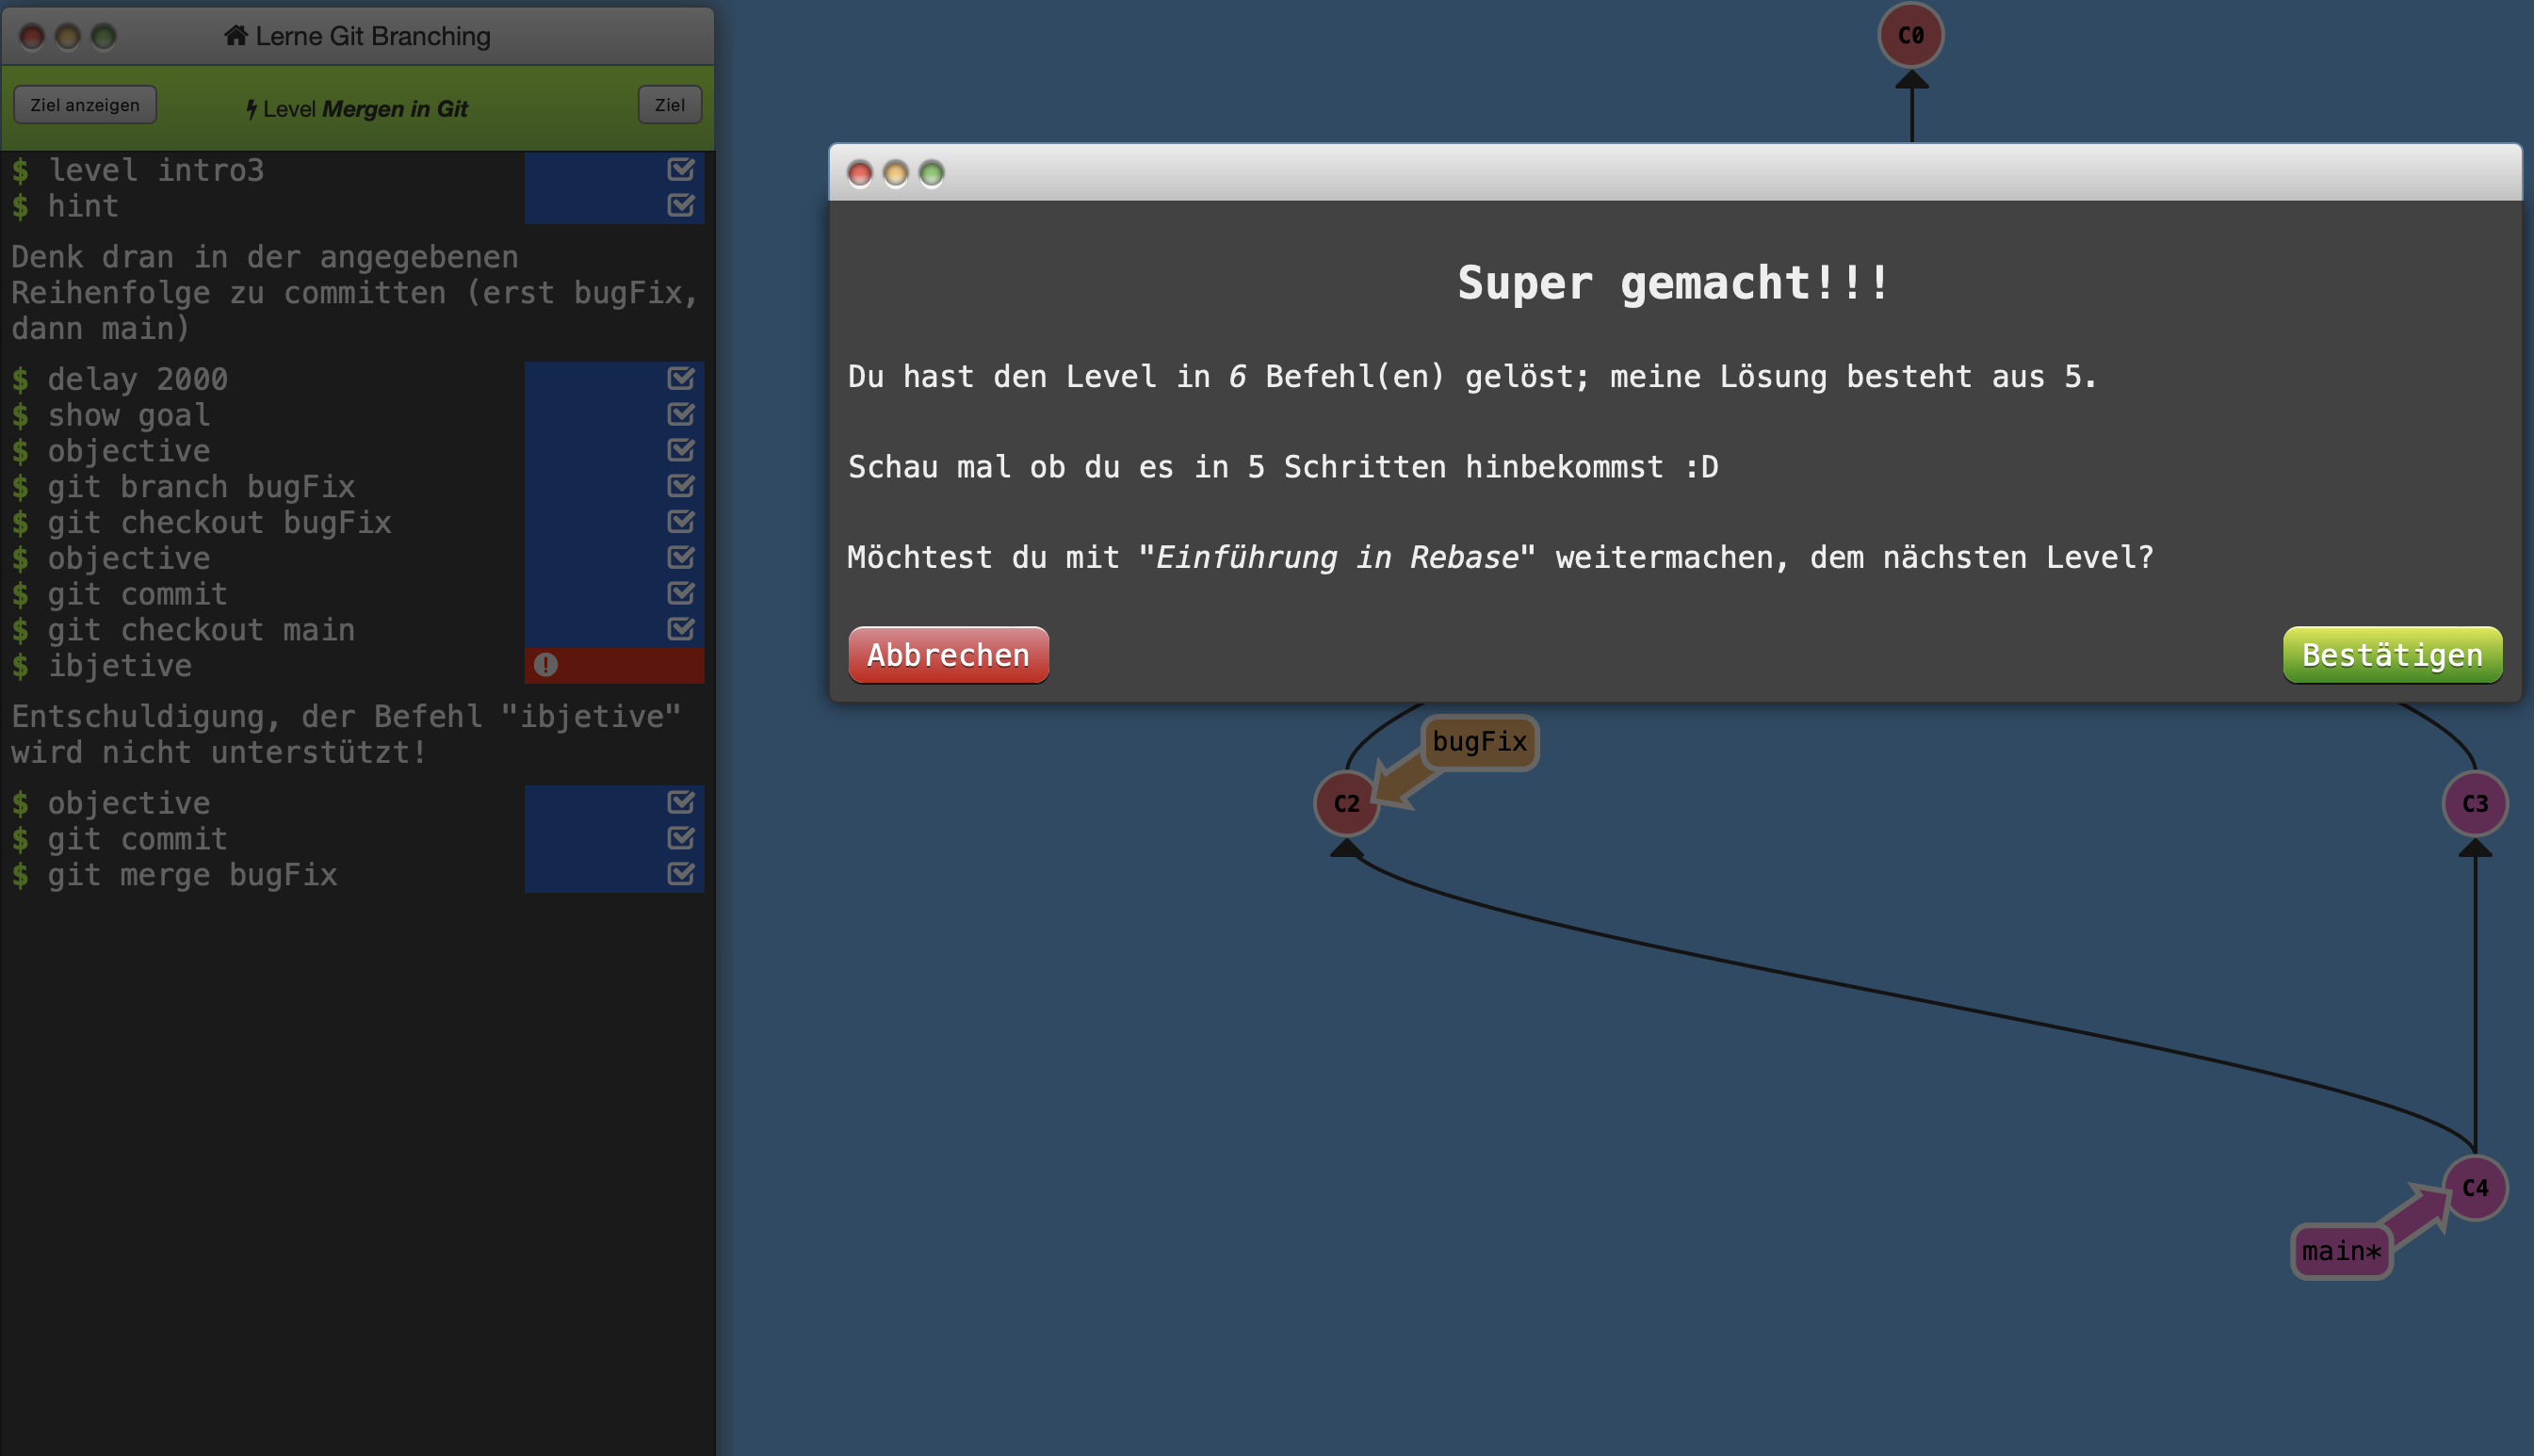 Lerne Git Branching
Ziel anzeigen
Level Mergen in Git
Ziel
$ level intro3
$ hint
Denk dran in der angegebenen
Reihenfolge zu committen (erst bugFix,
dann main)
$ delay 2000
$ show goal
$ objective
$ git branch bugFix
$ git checkout bugFix
$ objective
$ git commit
$ git checkout main
$ ibjetive
Entschuldigung, der Befehl "ibjetive"
wird nicht unterstützt!
$ objective
$ git commit
$ git merge bugFix
C0
Super gemacht!!!
Du hast den Level in 6 Befehl(en) gelöst; meine Lösung besteht aus 5.
Schau mal ob du es in 5 Schritten hinbekommst :D
Möchtest du mit "Einführung in Rebase" weitermachen, dem nächsten Level?
Abbrechen
Bestätigen
bugFix
C2
C3
C4
main*